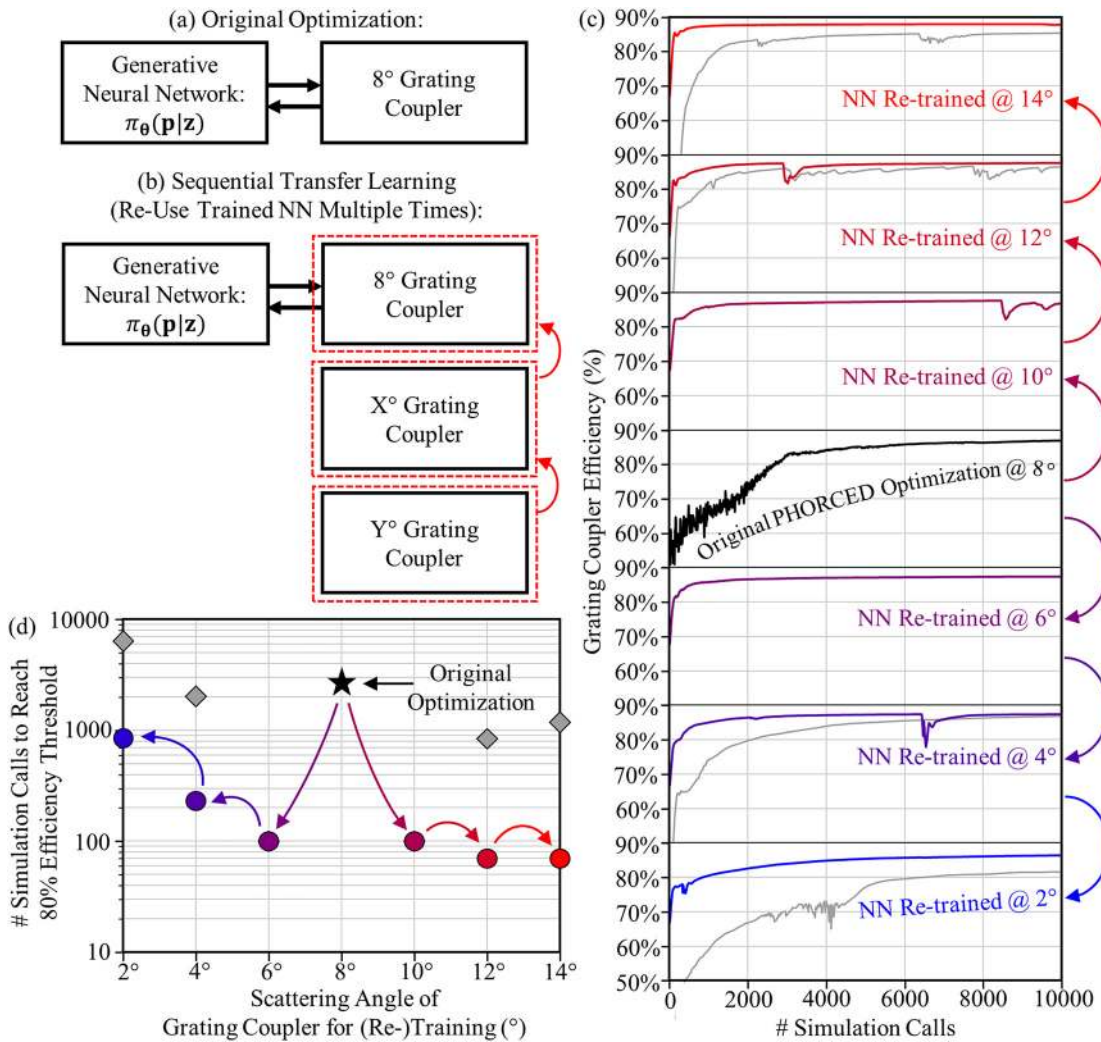 (a) Original Optimization:
Generative
Neural Network:
π_θ(p|z)
8° Grating
Coupler
(b) Sequential Transfer Learning
(Re-Use Trained NN Multiple Times):
Generative
Neural Network:
π_θ(p|z)
8° Grating
Coupler
X° Grating
Coupler
Y° Grating
Coupler
(c)
Grating Coupler Efficiency (%)
90%
80%
70%
60%
NN Re-trained @ 14°
90%
80%
70%
60%
NN Re-trained @ 12°
90%
80%
70%
60%
NN Re-trained @ 10°
90%
80%
70%
60%
Original PHORCED Optimization @ 8°
90%
80%
70%
60%
NN Re-trained @ 6°
90%
80%
70%
60%
NN Re-trained @ 4°
90%
80%
70%
60%
50%
NN Re-trained @ 2°
0 2000 4000 6000 8000 10000
# Simulation Calls
(d)
# Simulation Calls to Reach
80% Efficiency Threshold
10000
1000
100
10
Original
Optimization
2° 4° 6° 8° 10° 12° 14°
Scattering Angle of
Grating Coupler for (Re-)Training (°)